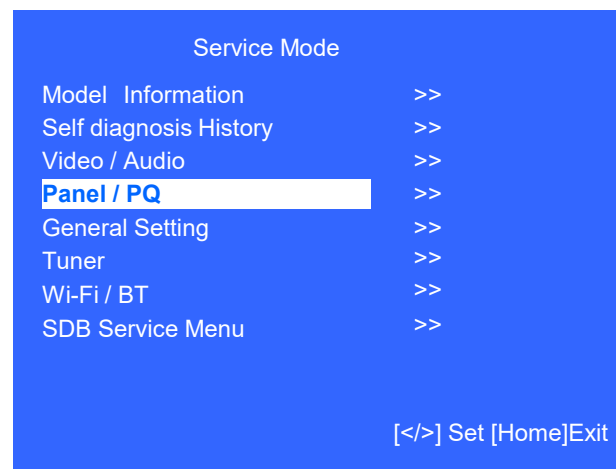 Service Mode
Model Information >>
Self diagnosis History >>
Video / Audio >>
Panel / PQ >>
General Setting >>
Tuner >>
Wi-Fi / BT >>
SDB Service Menu >>
[</>] Set [Home]Exit